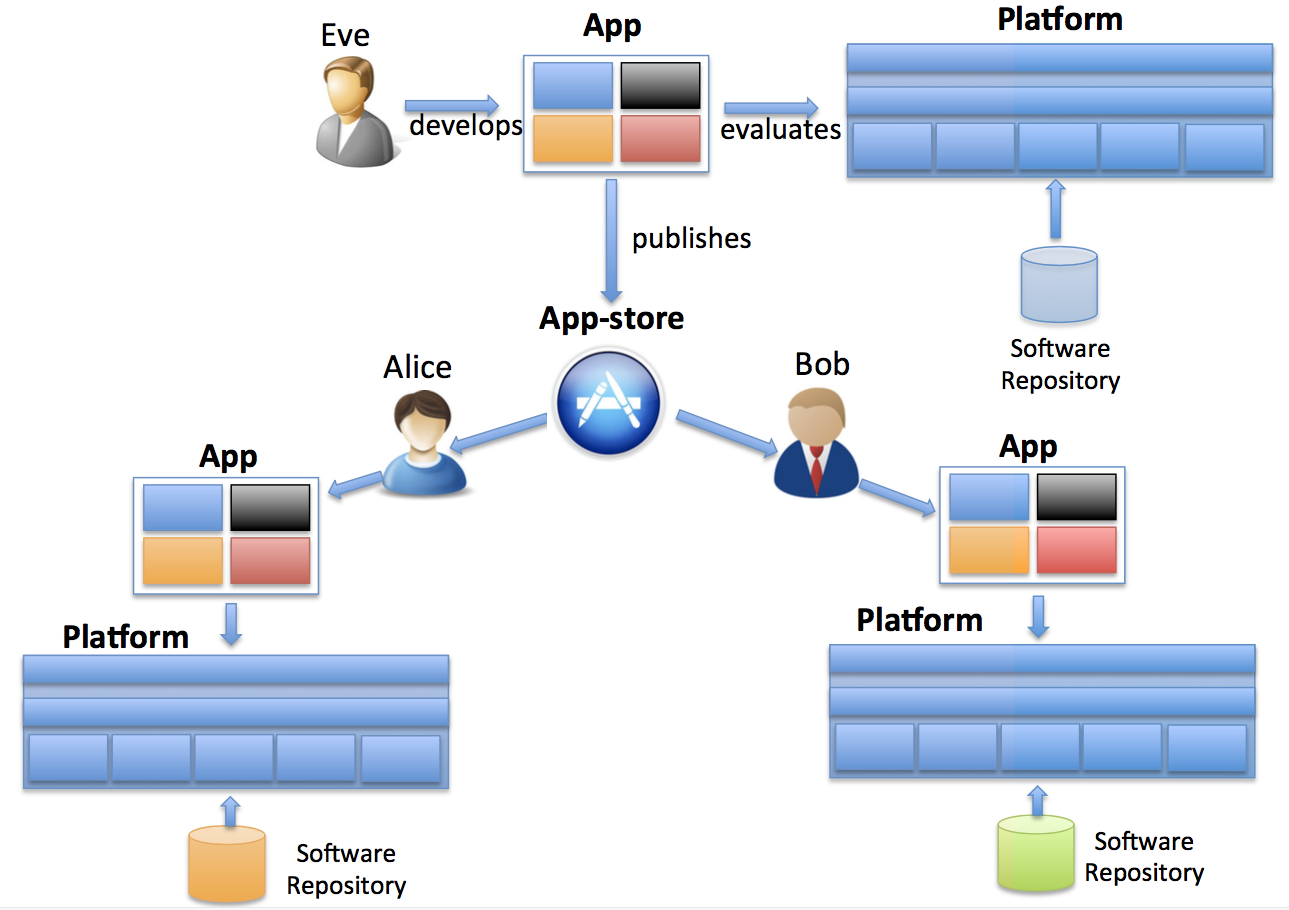 Eve
App
Platform
develops
evaluates
publishes
Software
Repository
App-store
Alice
Bob
App
App
Platform
Platform
Software
Repository
Software
Repository